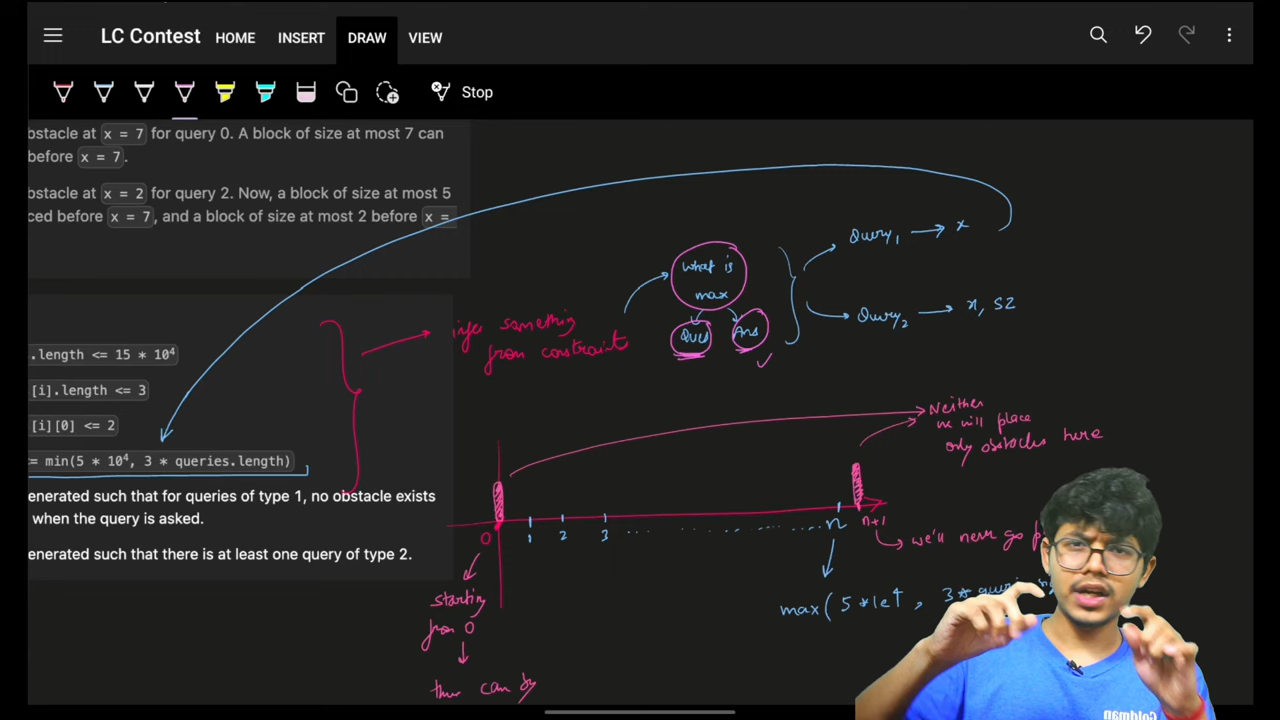 LC Contest HOME INSERT DRAW VIEW
Stop
bstacle at x = 7 for query 0. A block of size at most 7 can
before x = 7 .
bstacle at x = 2 for query 2. Now, a block of size at most 5
ced before x = 7 , and a block of size at most 2 before x =
.length <= 15 * 10⁴
[i].length <= 3
[i][0] <= 2
= min(5 * 10⁴, 3 * queries.length)
enerated such that for queries of type 1, no obstacle exists
when the query is asked.
enerated such that there is at least one query of type 2.
something
from constraint
what is
max
Ques Ans
Query₁ → x
Query₂ → x, sz
Neither
we will place
only obstacles here
0 1 2 3 n n+1
we'll never go
max( 5*1e4 ,
starting
from 0
can
Goldman